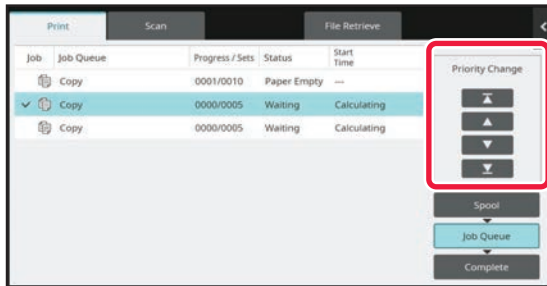 Print Scan File Retrieve
Job Job Queue Progress / Sets Status Start Time
Copy 0001/0010 Paper Empty ---
Copy 0000/0005 Waiting Calculating
Copy 0000/0005 Waiting Calculating
Priority Change
Spool
Job Queue
Complete